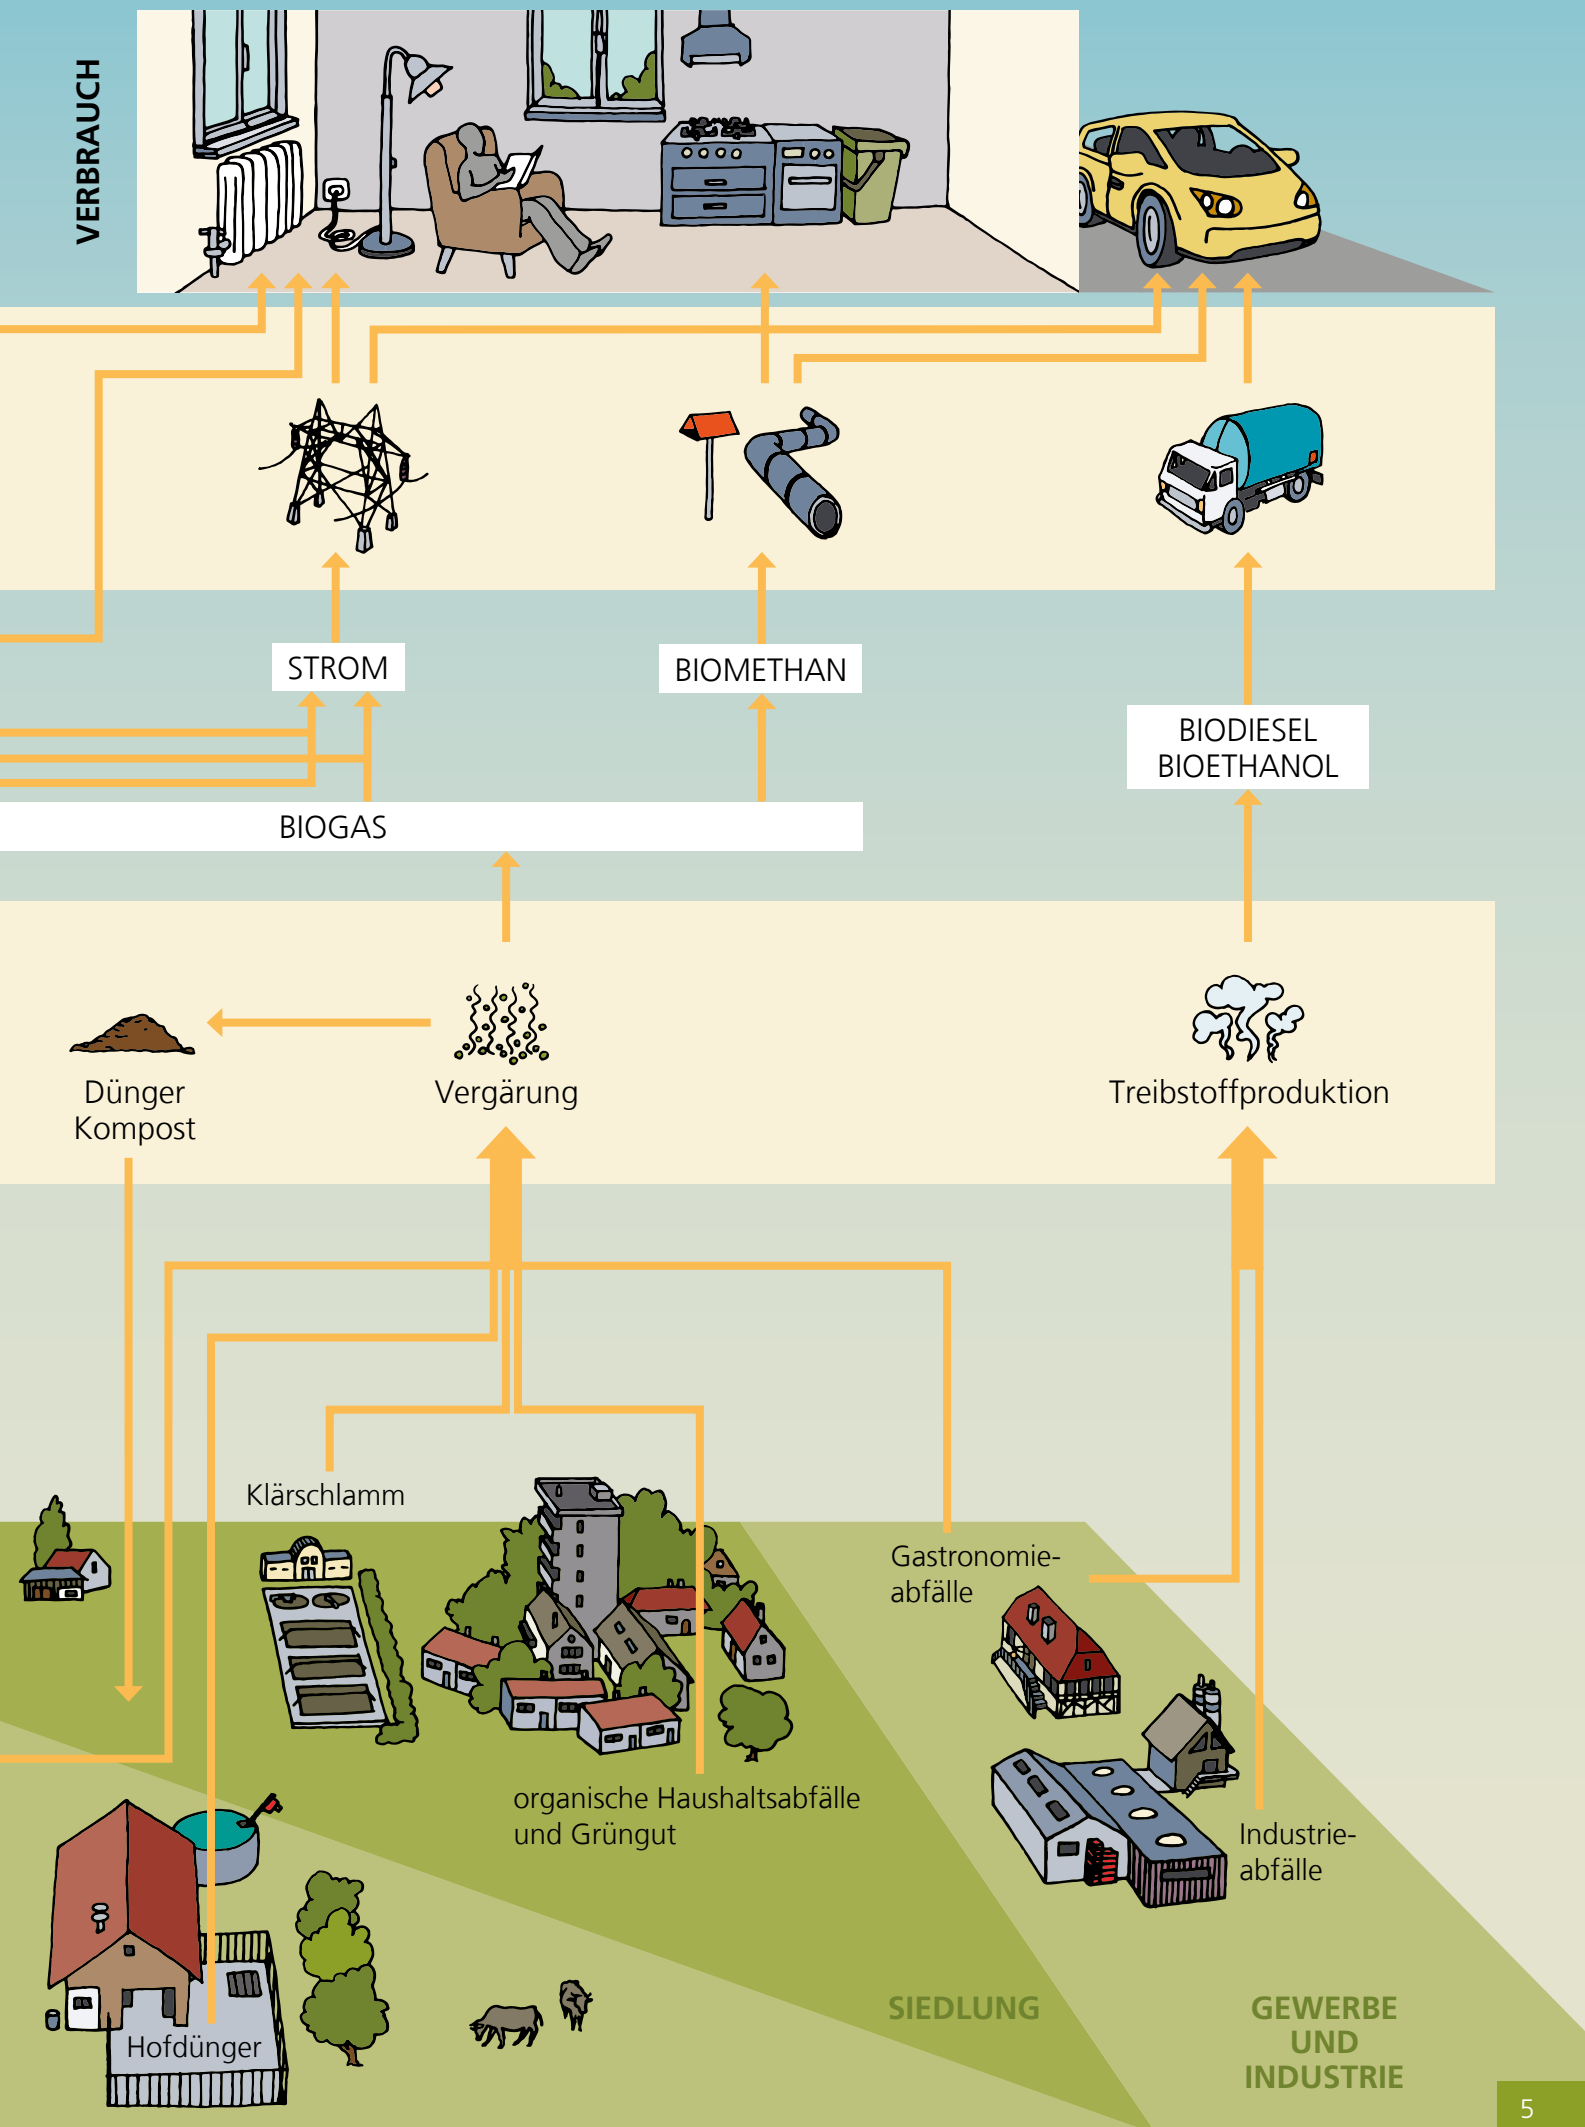 VERBRAUCH
STROM
BIOMETHAN
BIODIESEL
BIOETHANOL
BIOGAS
Dünger
Kompost
Vergärung
Treibstoffproduktion
Klärschlamm
Gastronomie-
abfälle
organische Haushaltsabfälle
und Grüngut
Industrie-
abfälle
Hofdünger
SIEDLUNG
GEWERBE
UND
INDUSTRIE
5